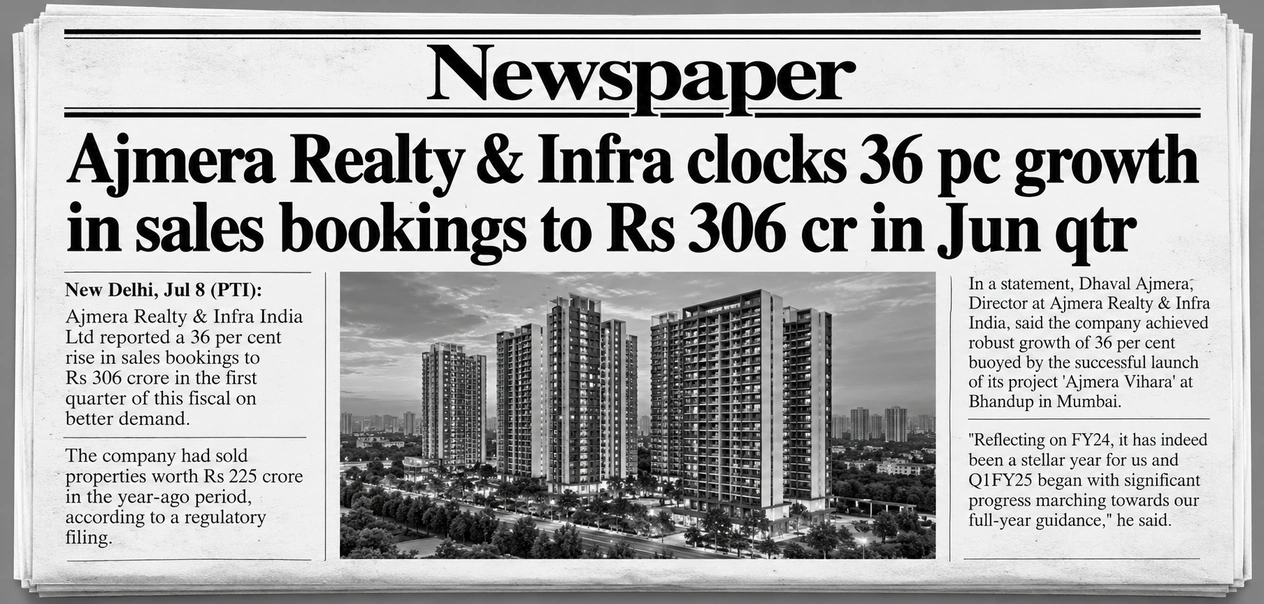 Newspaper
Ajmera Realty & Infra clocks 36 pc growth
in sales bookings to Rs 306 cr in Jun qtr
New Delhi, Jul 8 (PTI):
Ajmera Realty & Infra India
Ltd reported a 36 per cent
rise in sales bookings to
Rs 306 crore in the first
quarter of this fiscal on
better demand.
The company had sold
properties worth Rs 225 crore
in the year-ago period,
according to a regulatory
filing.
In a statement, Dhaval Ajmera,
Director at Ajmera Realty & Infra
India, said the company achieved
robust growth of 36 per cent
buoyed by the successful launch
of its project 'Ajmera Vihara' at
Bhandup in Mumbai.
"Reflecting on FY24, it has indeed
been a stellar year for us and
Q1FY25 began with significant
progress marching towards our
full-year guidance," he said.